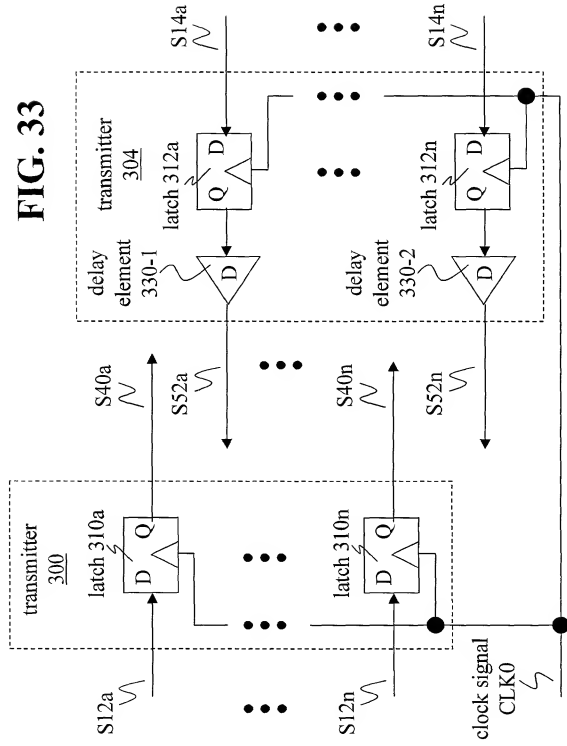 FIG. 33
transmitter
300
S12a
latch 310a
D
Q
S40a
S12n
latch 310n
D
Q
S40n
transmitter
304
delay
element
330-1
D
latch 312a
Q
D
S14a
S52a
delay
element
330-2
D
latch 312n
Q
D
S14n
S52n
clock signal
CLK0